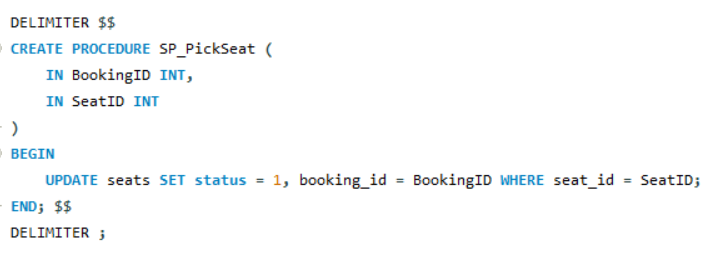 DELIMITER $$
CREATE PROCEDURE SP_PickSeat (
IN BookingID INT,
IN SeatID INT
)
BEGIN
UPDATE seats SET status = 1, booking_id = BookingID WHERE seat_id = SeatID;
END; $$
DELIMITER ;